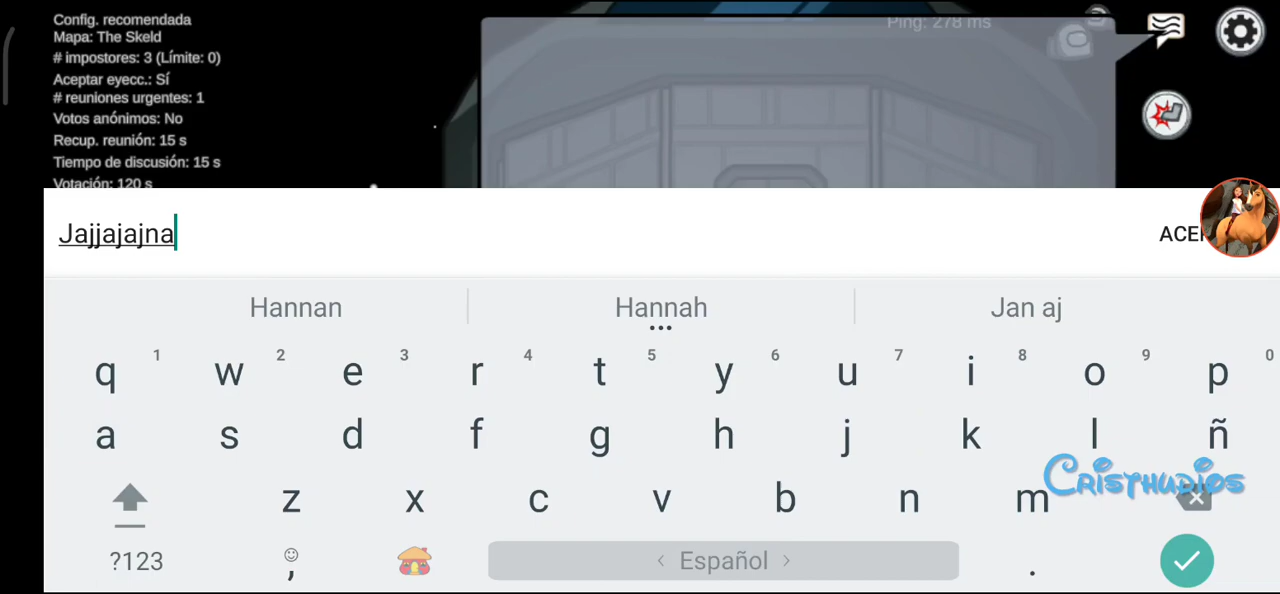 Config. recomendada
Mapa: The Skeld
# impostores: 3 (Límite: 0)
Aceptar eyecc.: Sí
# reuniones urgentes: 1
Votos anónimos: No
Recup. reunión: 15 s
Tiempo de discusión: 15 s
Votación: 120 s
Ping: 278 ms
Jajjajajna
Hannan Hannah Jan aj
1 2 3 4 5 6 7 8 9 0
q w e r t y u i o p
a s d f g h j k l ñ
z x c v b n m
Cristhudios
?123 , < Español > .